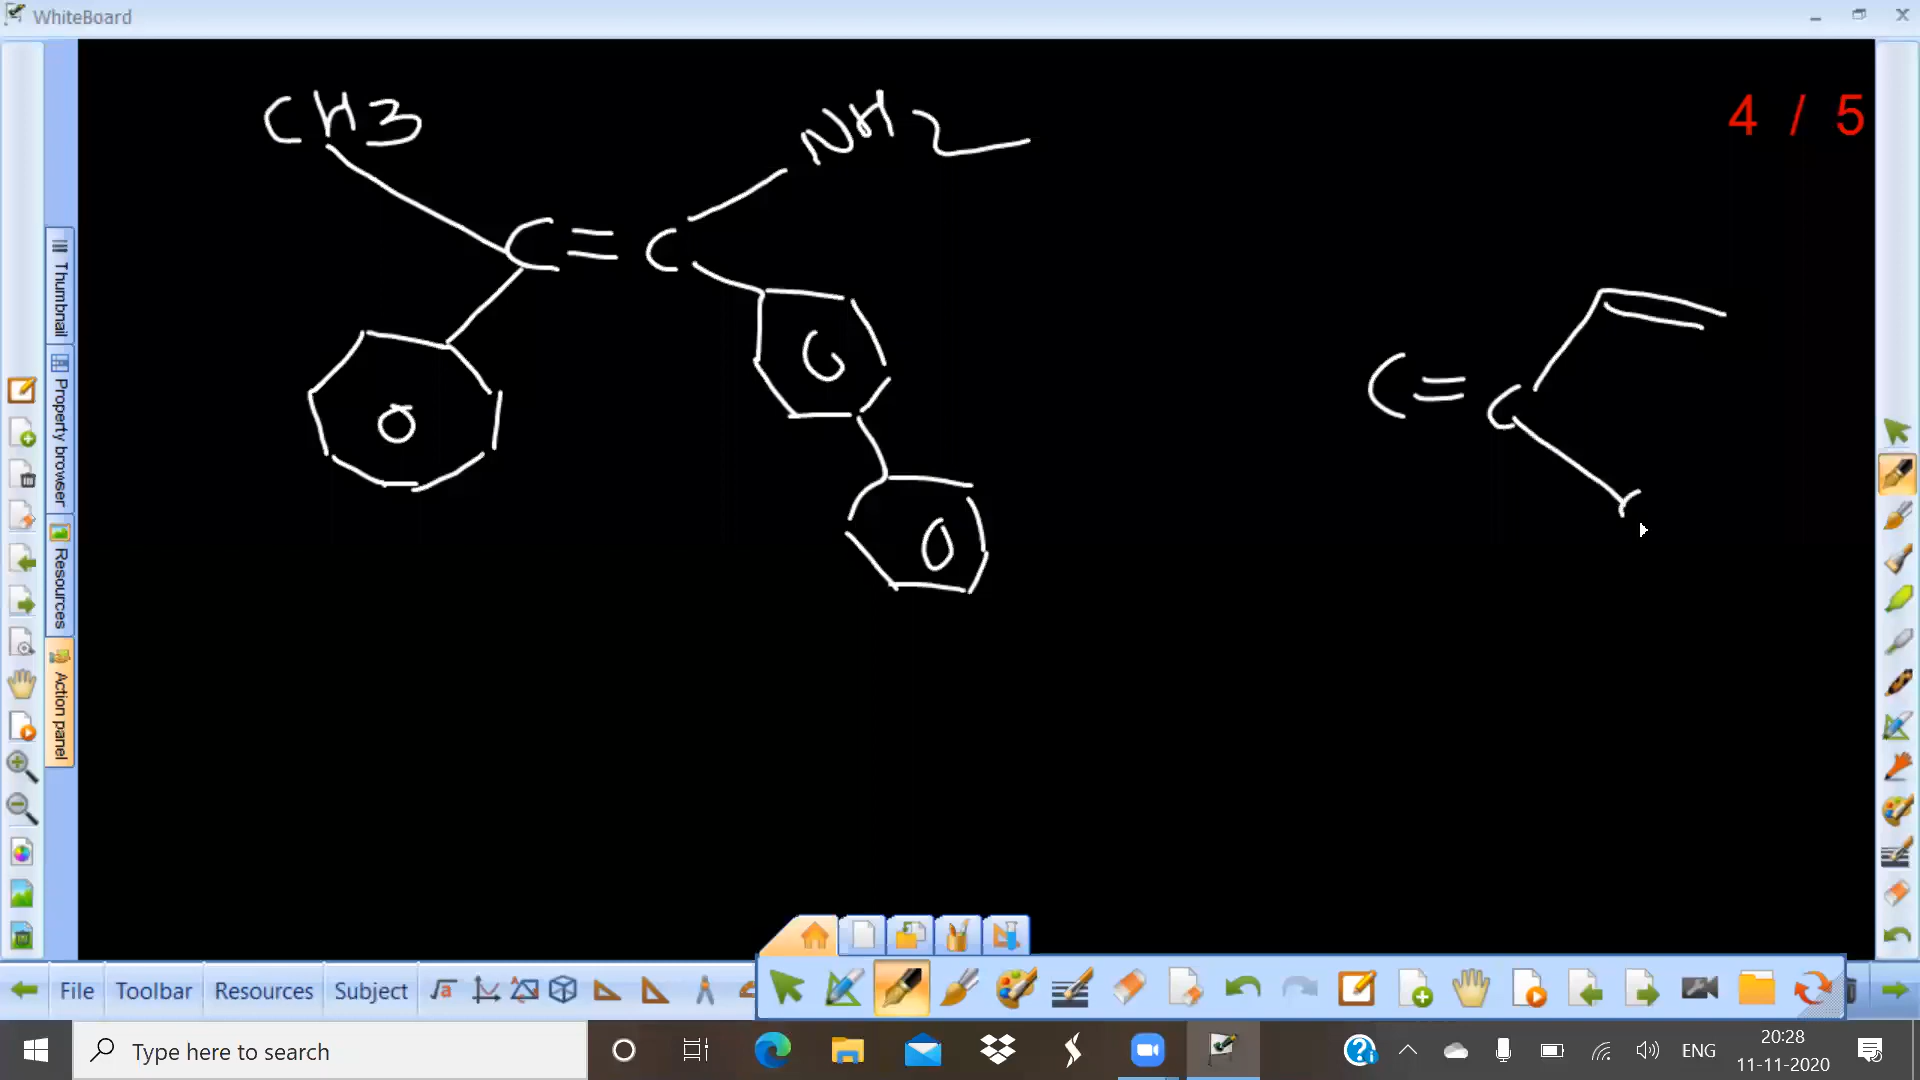 WhiteBoard
CH3
NH2
4 / 5
C = C
C = C
Thumbnail
Property browser
Resources
Action panel
File
Toolbar
Resources
Subject
Type here to search
ENG
20:28
11-11-2020